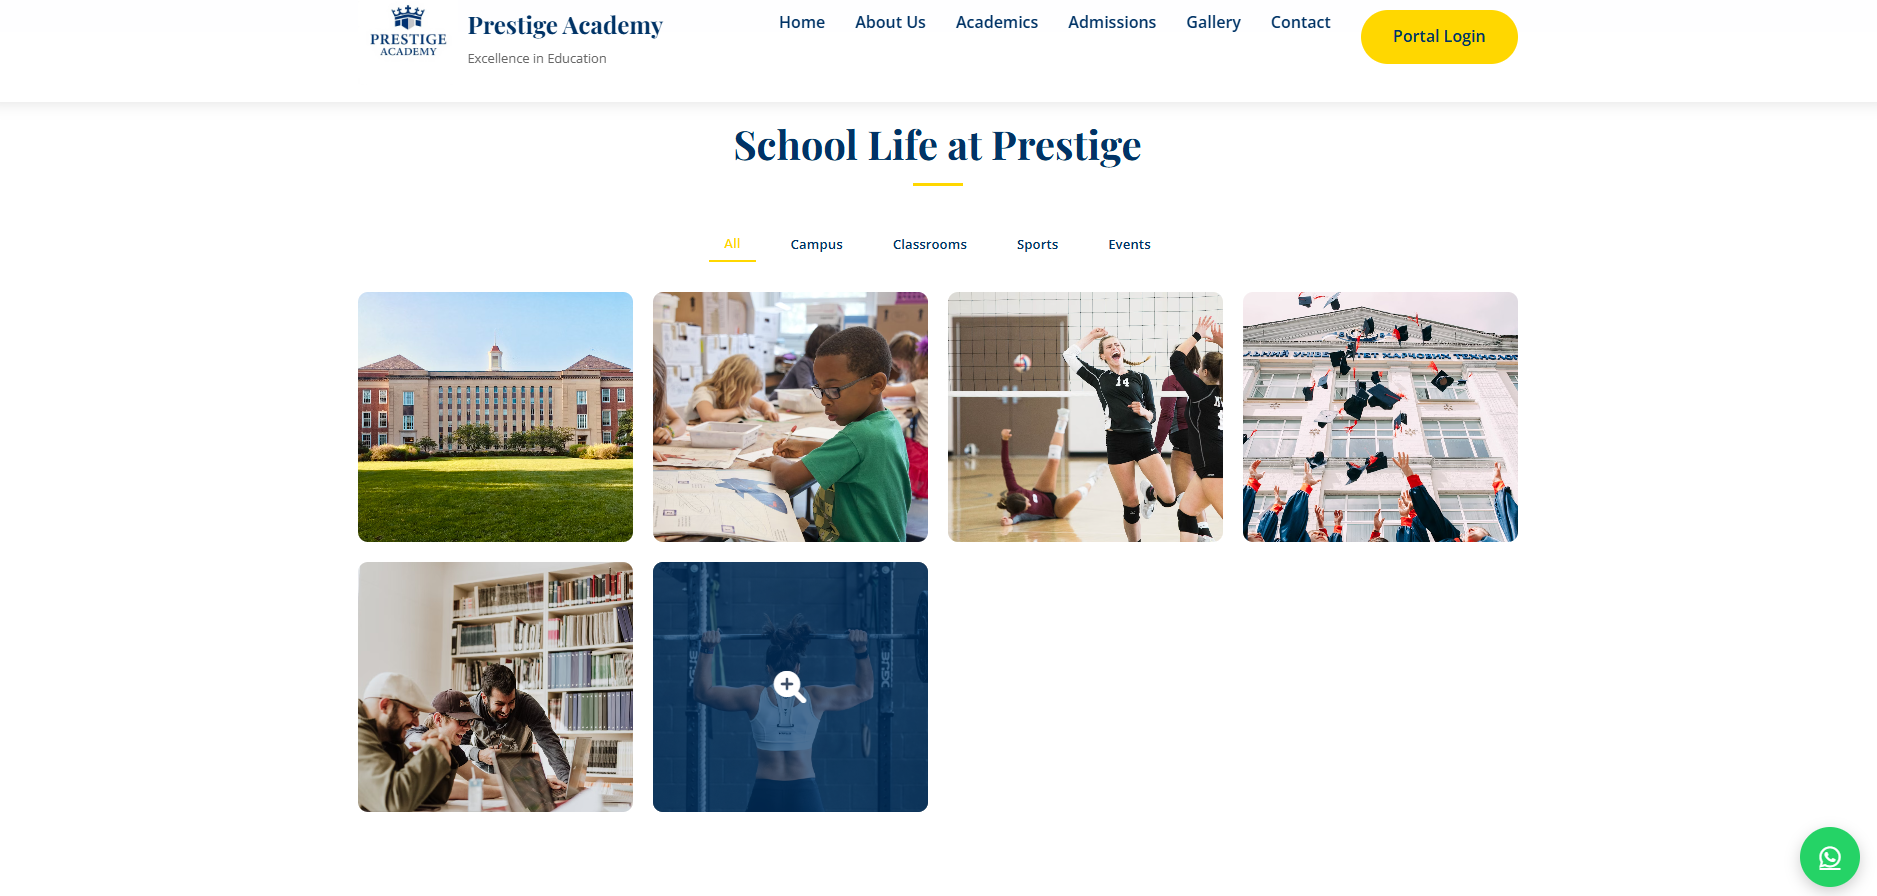 PRESTIGE
ACADEMY
Prestige Academy
Excellence in Education
Home About Us Academics Admissions Gallery Contact Portal Login
School Life at Prestige
All Campus Classrooms Sports Events
14